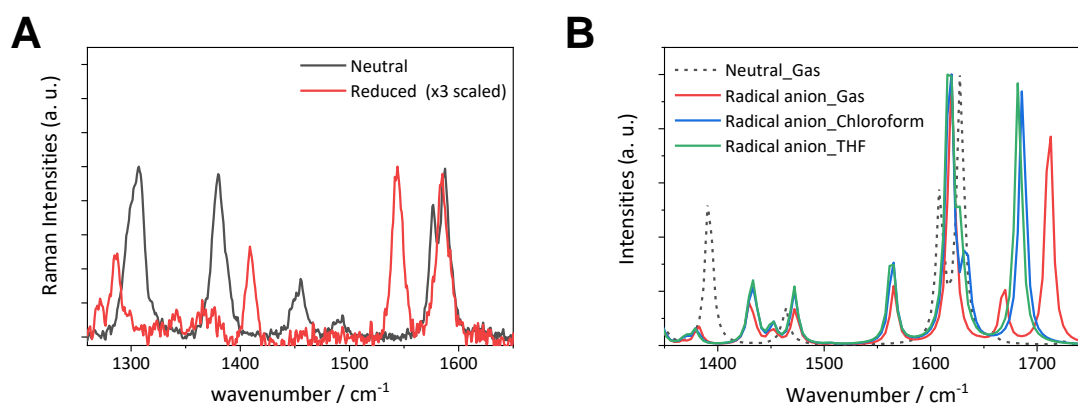 A
Raman Intensities (a. u.)
Neutral
Reduced (x3 scaled)
1300
1400
1500
1600
wavenumber / cm-1
B
Intensities (a. u.)
Neutral_Gas
Radical anion_Gas
Radical anion_Chloroform
Radical anion_THF
1400
1500
1600
1700
Wavenumber / cm-1